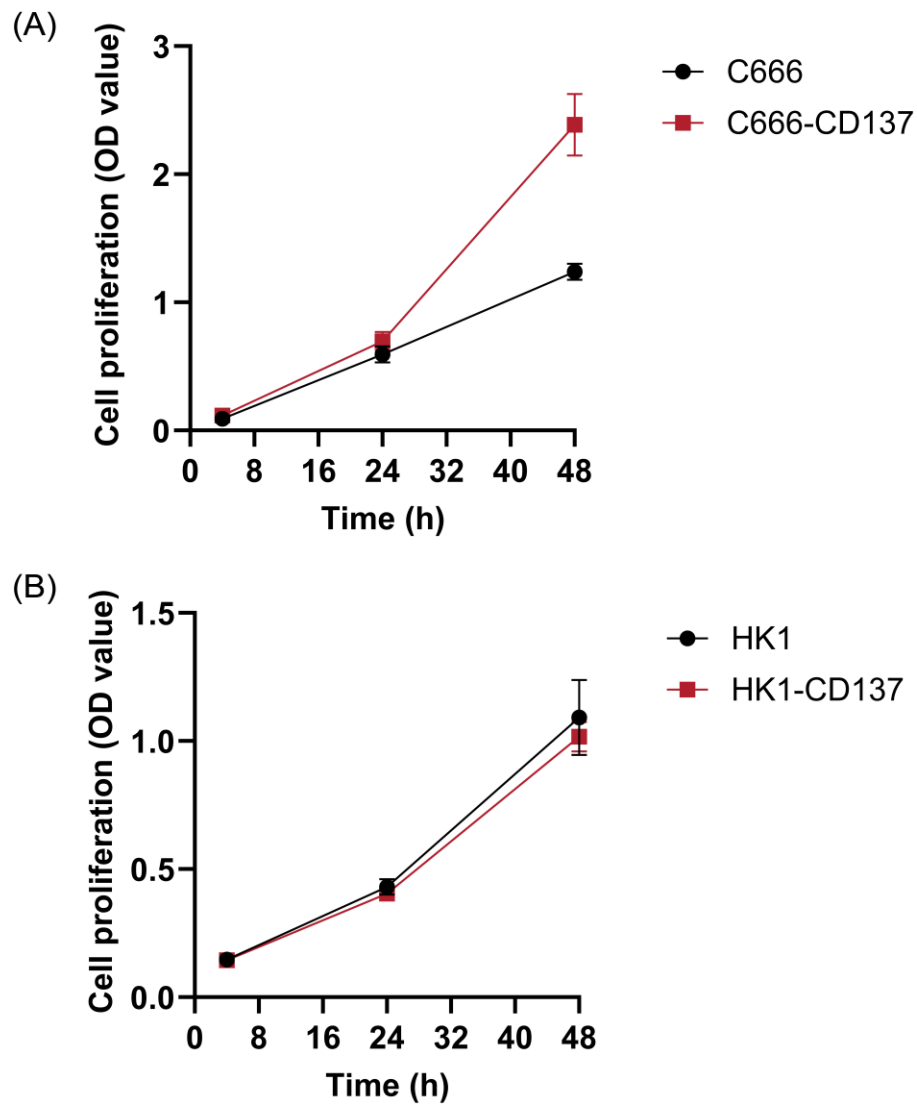 (A)
Cell proliferation (OD value)
3
2
1
0
0 8 16 24 32 40 48
Time (h)
C666
C666-CD137
(B)
Cell proliferation (OD value)
1.5
1.0
0.5
0.0
0 8 16 24 32 40 48
Time (h)
HK1
HK1-CD137